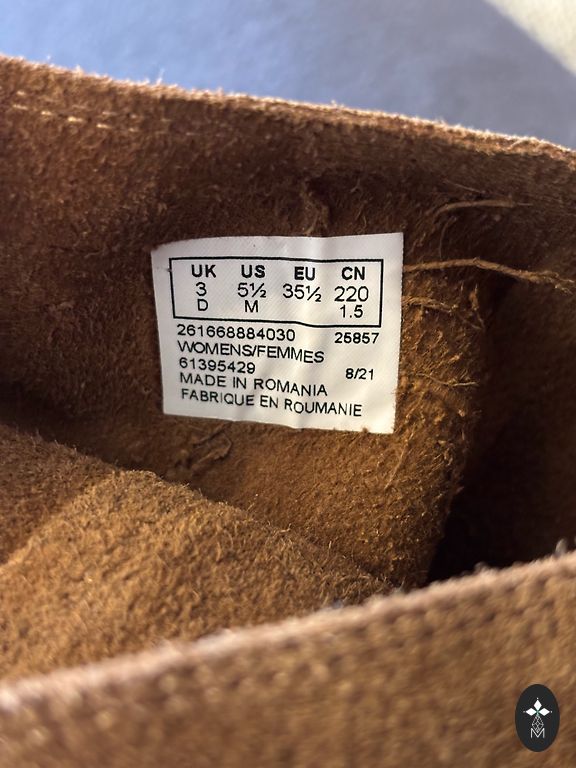 UK US EU CN
3 5½ 35½ 220
D M 1.5
261668884030 25857
WOMENS/FEMMES
61395429 8/21
MADE IN ROMANIA
FABRIQUE EN ROUMANIE
M